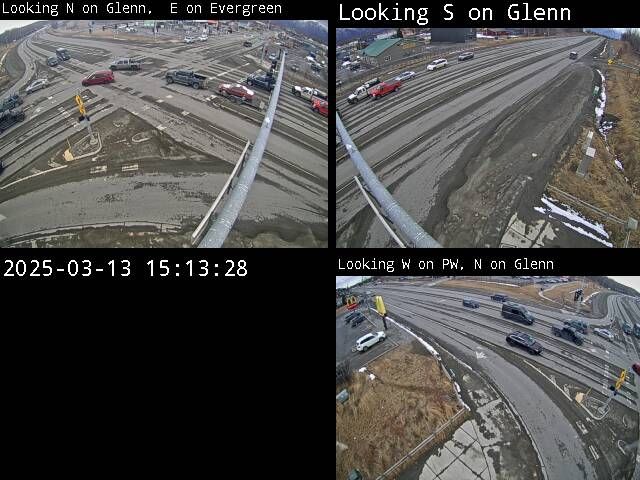 Looking N on Glenn,  E on Evergreen
Looking S on Glenn
2025-03-13 15:13:28
Looking W on PW, N on Glenn